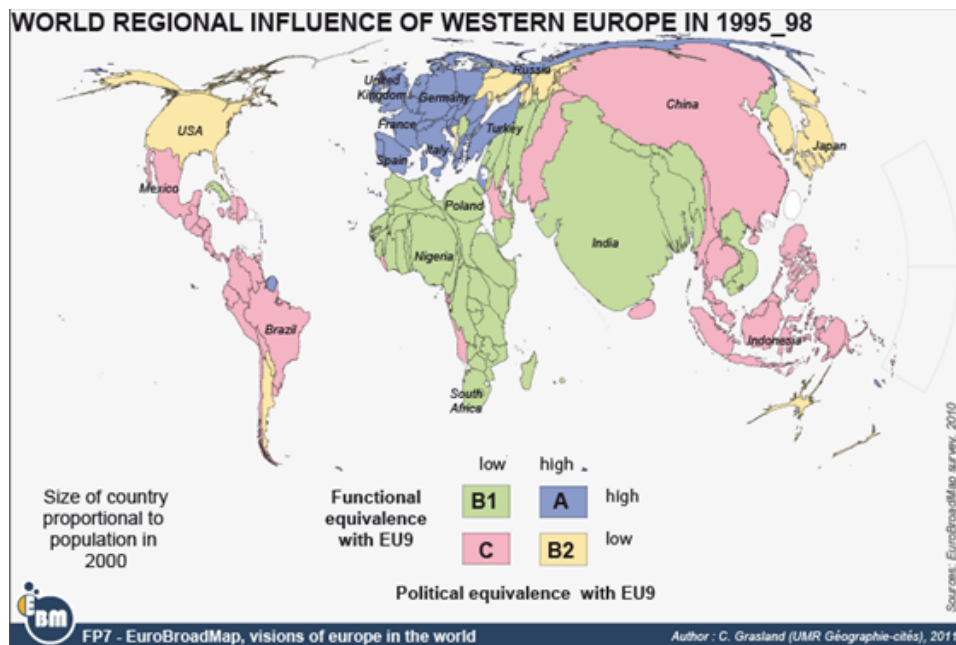 WORLD REGIONAL INFLUENCE OF WESTERN EUROPE IN 1995_98
United
Kingdom
Germany
Russia
France
Italy
Turkey
Spain
USA
Mexico
China
Japan
Poland
Nigeria
India
Brazil
Indonesia
South
Africa
Size of country
proportional to
population in
2000
low high
Functional
equivalence
with EU9
B1 A high
C B2 low
Political equivalence with EU9
Sources: EuroBroadMap survey, 2010
EBM
FP7 - EuroBroadMap, visions of europe in the world
Author : C. Grasland (UMR Géographie-cités), 2011